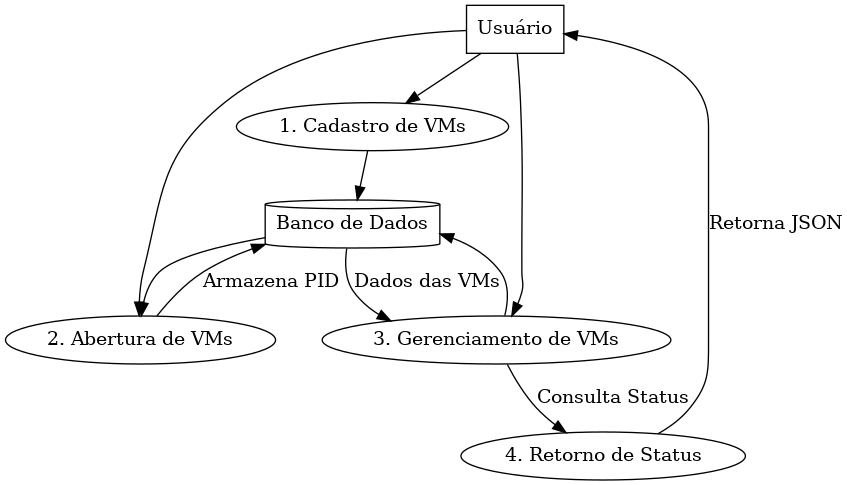 Usuário
1. Cadastro de VMs
Banco de Dados
Retorna JSON
Armazena PID
Dados das VMs
2. Abertura de VMs
3. Gerenciamento de VMs
Consulta Status
4. Retorno de Status